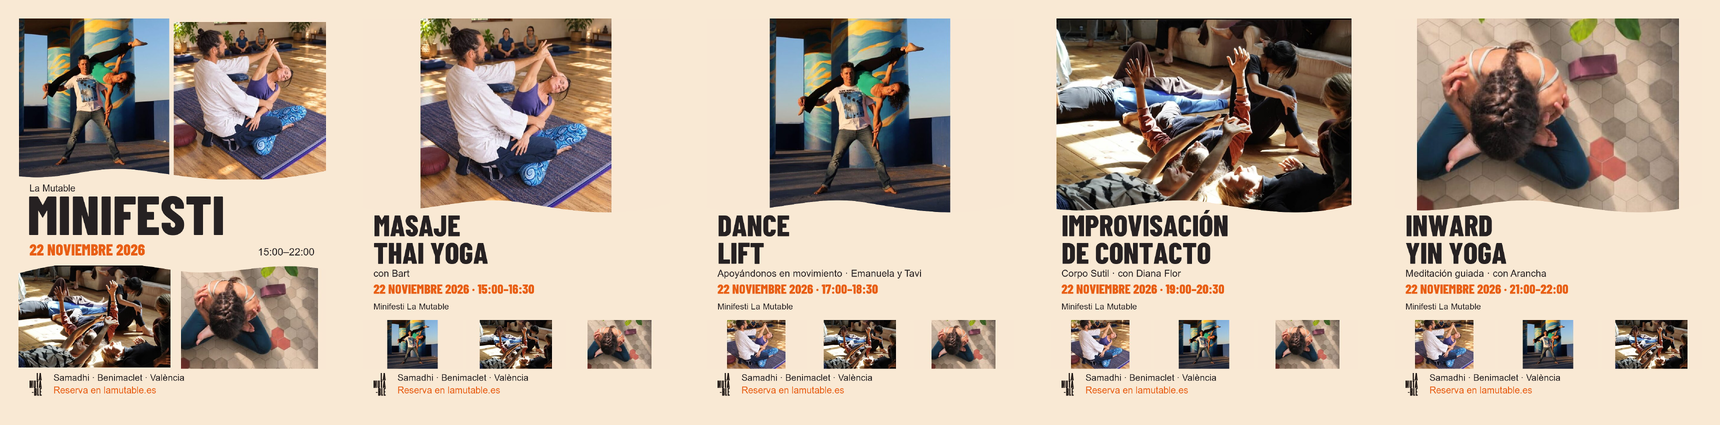 La Mutable
MINIFESTI
22 NOVIEMBRE 2026
15:00–22:00
Samadhi · Benimaclet · València
Reserva en lamutable.es
MASAJE
THAI YOGA
con Bart
22 NOVIEMBRE 2026 · 15:00–16:30
Minifesti La Mutable
Samadhi · Benimaclet · València
Reserva en lamutable.es
DANCE
LIFT
Apoyándonos en movimiento · Emanuela y Tavi
22 NOVIEMBRE 2026 · 17:00–18:30
Minifesti La Mutable
Samadhi · Benimaclet · València
Reserva en lamutable.es
IMPROVISACIÓN
DE CONTACTO
Corpo Sutil · con Diana Flor
22 NOVIEMBRE 2026 · 19:00–20:30
Minifesti La Mutable
Samadhi · Benimaclet · València
Reserva en lamutable.es
INWARD
YIN YOGA
Meditación guiada · con Arancha
22 NOVIEMBRE 2026 · 21:00–22:00
Minifesti La Mutable
Samadhi · Benimaclet · València
Reserva en lamutable.es